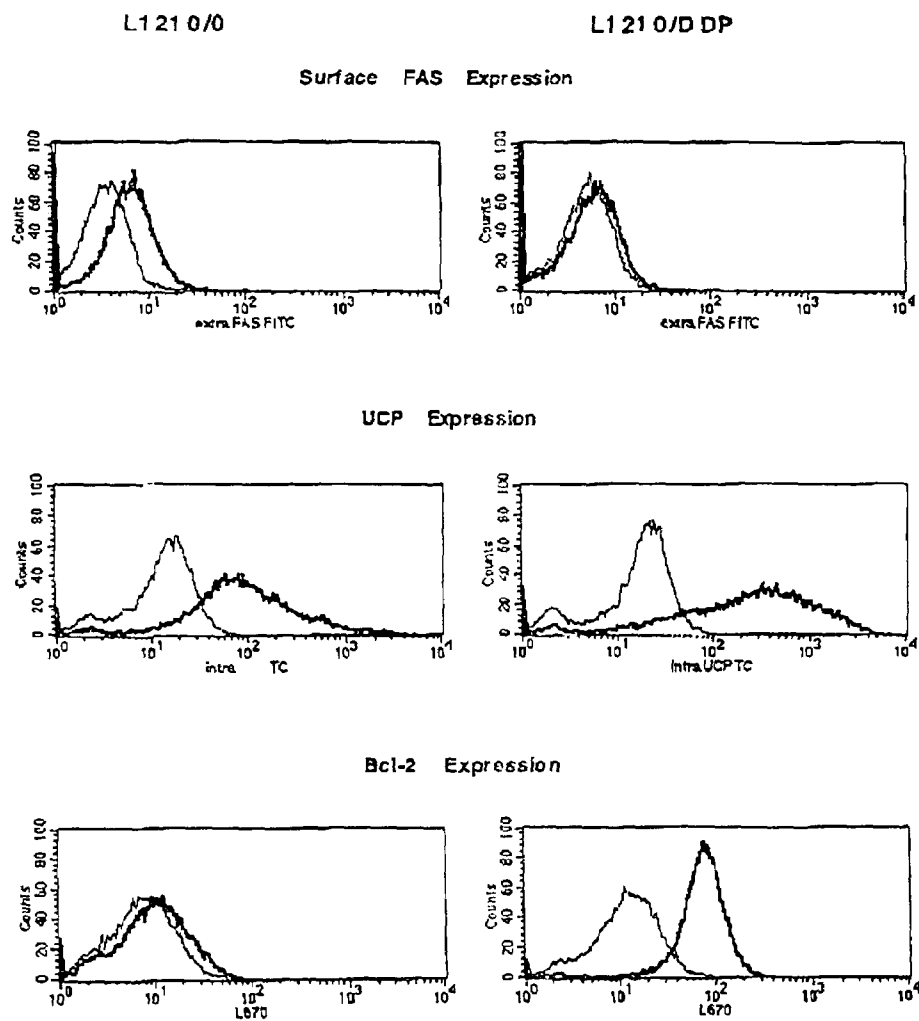 L1210/0
L1210/DDP
Surface FAS Expression
Counts
0 20 40 60 80 100
10^0 10^1 10^2 10^3 10^4
extraFAS FITC
Counts
0 20 40 60 80 100
10^0 10^1 10^2 10^3 10^4
extra FAS FITC
UCP Expression
Counts
0 20 40 60 80 100
10^0 10^1 10^2 10^3 10^4
intra TC
Counts
0 20 40 60 80 100
10^0 10^1 10^2 10^3 10^4
intraUCPTC
Bcl-2 Expression
Counts
0 20 40 60 80 100
10^0 10^1 10^2 10^3 10^4
L670
Counts
0 20 40 60 80 100
10^0 10^1 10^2 10^3 10^4
L670